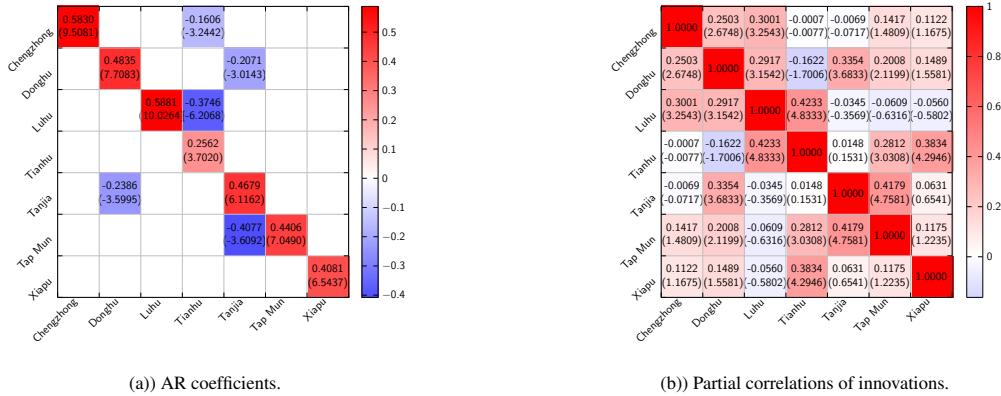 0.5830 -0.1606
(9.5081) (-3.2442)
0.4835 -0.2071
(7.7083) (-3.0143)
0.5881 -0.3746
(10.0264) (-6.2068)
0.2562
(3.7020)
-0.2386 0.4679
(-3.5995) (6.1162)
-0.4077 0.4406
(-3.6092) (7.0490)
0.4081
(6.5437)
Chengzhong
Donghu
Luhu
Tianhu
Tanjia
Tap Mun
Xiapu
Chengzhong Donghu Luhu Tianhu Tanjia Tap Mun Xiapu
0.5
0.4
0.3
0.2
0.1
0
−0.1
−0.2
−0.3
−0.4
(a)) AR coefficients.
1.0000 0.2503 0.3001 -0.0007 -0.0069 0.1417 0.1122
(2.6748) (3.2543) (-0.0077) (-0.0717) (1.4809) (1.1675)
0.2503 1.0000 0.2917 -0.1622 0.3354 0.2008 0.1489
(2.6748) (3.1542) (-1.7006) (3.6833) (2.1199) (1.5581)
0.3001 0.2917 1.0000 0.4233 -0.0345 -0.0609 -0.0560
(3.2543) (3.1542) (4.8333) (-0.3569) (-0.6316) (-0.5802)
-0.0007 -0.1622 0.4233 1.0000 0.0148 0.2812 0.3834
(-0.0077) (-1.7006) (4.8333) (0.1531) (3.0308) (4.2946)
-0.0069 0.3354 -0.0345 0.0148 1.0000 0.4179 0.0631
(-0.0717) (3.6833) (-0.3569) (0.1531) (4.7581) (0.6541)
0.1417 0.2008 -0.0609 0.2812 0.4179 1.0000 0.1175
(1.4809) (2.1199) (-0.6316) (3.0308) (4.7581) (1.2235)
0.1122 0.1489 -0.0560 0.3834 0.0631 0.1175 1.0000
(1.1675) (1.5581) (-0.5802) (4.2946) (0.6541) (1.2235)
Chengzhong
Donghu
Luhu
Tianhu
Tanjia
Tap Mun
Xiapu
Chengzhong Donghu Luhu Tianhu Tanjia Tap Mun Xiapu
1
0.8
0.6
0.4
0.2
0
(b)) Partial correlations of innovations.